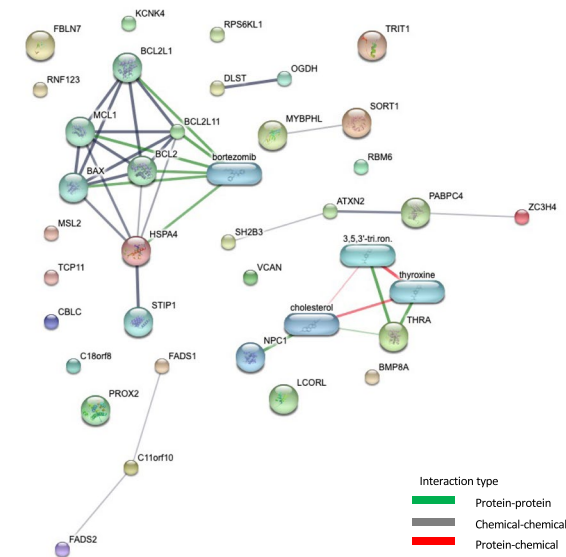 KCNK4
FBLN7
RPS6KL1
TRIT1
BCL2L1
OGDH
DLST
RNF123
MCL1
BCL2L11
SORT1
MYBPHL
BCL2
bortezomib
RBM6
BAX
ATXN2
PABPC4
ZC3H4
MSL2
HSPA4
SH2B3
3,5,3'-tri.ron.
TCP11
VCAN
thyroxine
CBLC
STIP1
cholesterol
THRA
NPC1
C18orf8
FADS1
BMP8A
LCORL
PROX2
C11orf10
FADS2
Interaction type
Protein-protein
Chemical-chemical
Protein-chemical